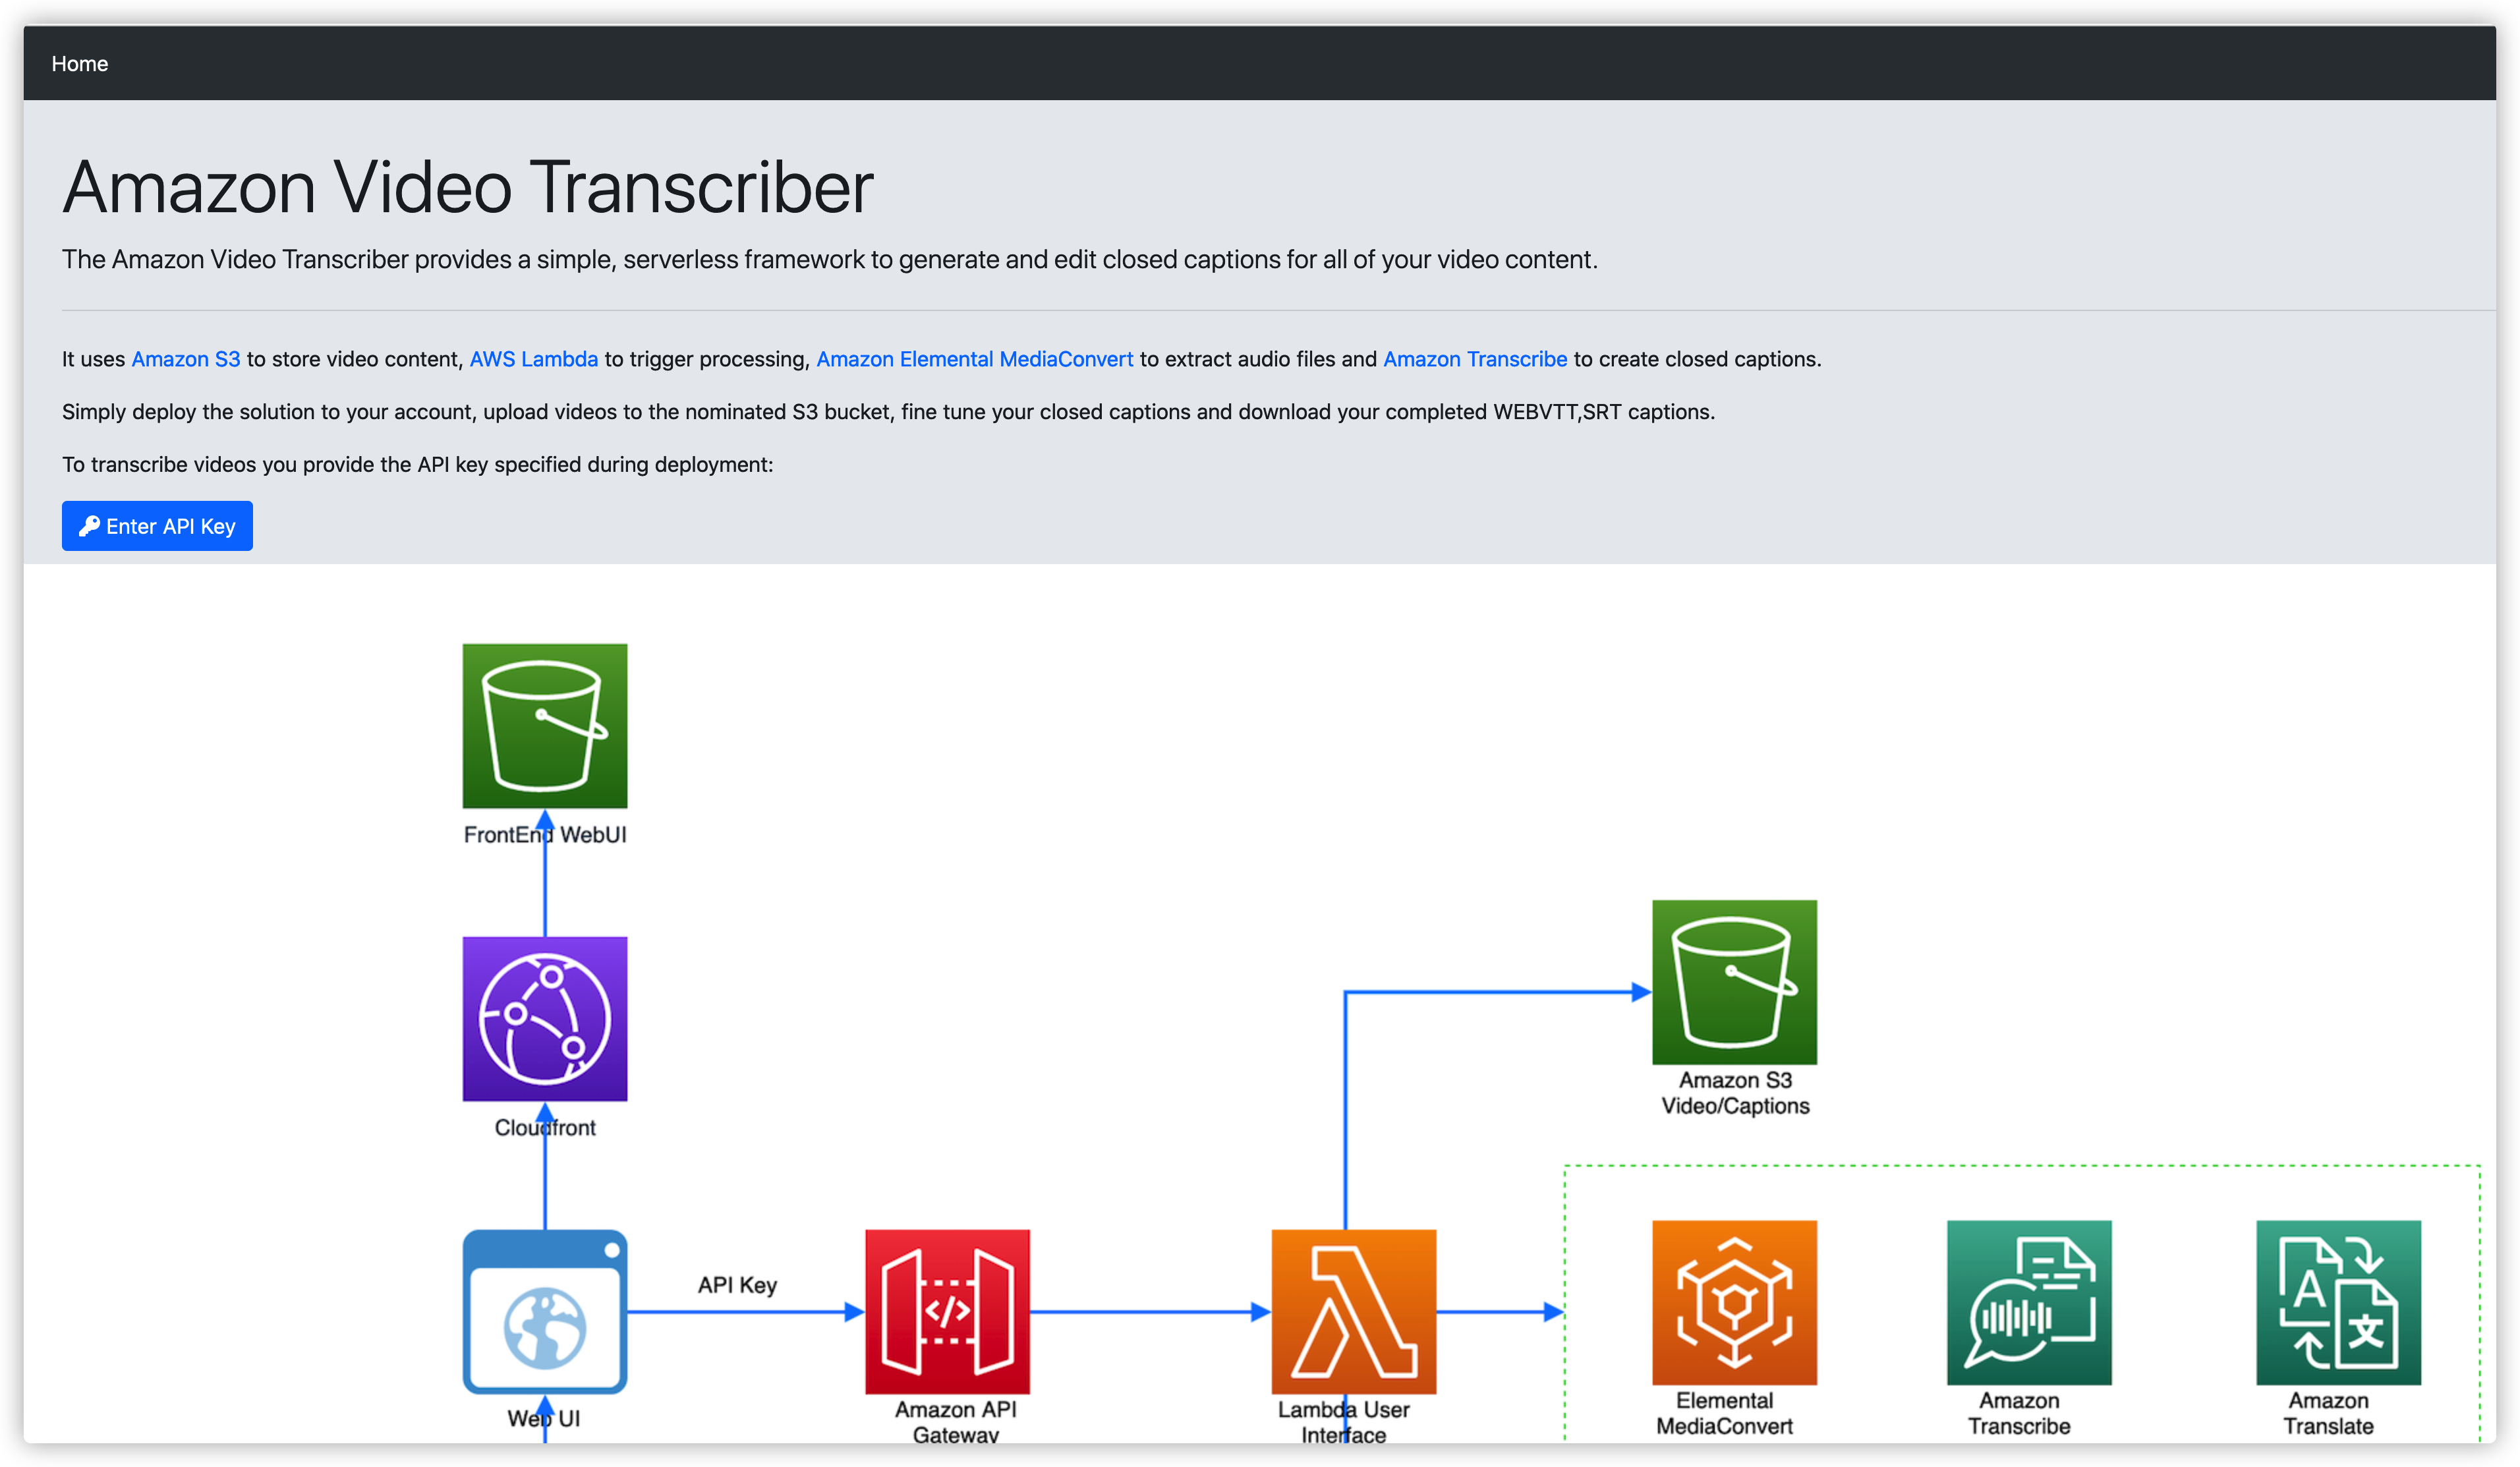 Home
Amazon Video Transcriber
The Amazon Video Transcriber provides a simple, serverless framework to generate and edit closed captions for all of your video content.
It uses Amazon S3 to store video content, AWS Lambda to trigger processing, Amazon Elemental MediaConvert to extract audio files and Amazon Transcribe to create closed captions.
Simply deploy the solution to your account, upload videos to the nominated S3 bucket, fine tune your closed captions and download your completed WEBVTT,SRT captions.
To transcribe videos you provide the API key specified during deployment:
Enter API Key
FrontEnd WebUI
Amazon S3
Video/Captions
Cloudfront
API Key
</>
A
文
Web UI
Amazon API
Gateway
Lambda User
Interface
Elemental
MediaConvert
Amazon
Transcribe
Amazon
Translate